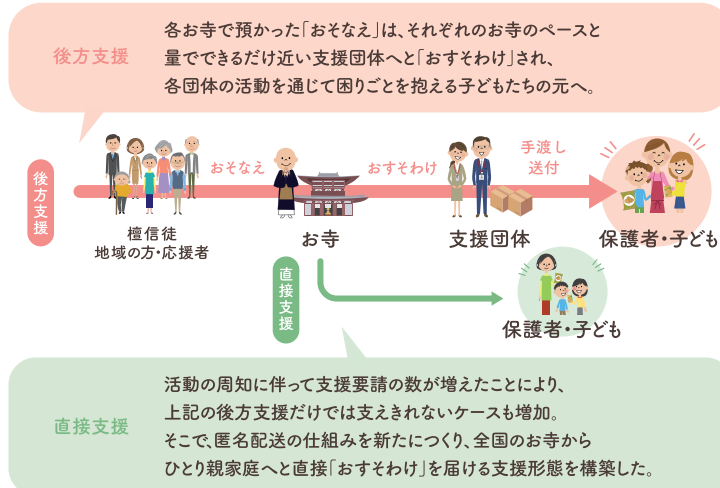 後方支援
各お寺で預かった「おそなえ」は、それぞれのお寺のペースと
量でできるだけ近い支援団体へと「おすそわけ」され、
各団体の活動を通じて困りごとを抱える子どもたちの元へ。
後方支援
おそなえ
おすそわけ
手渡し
送付
檀信徒
地域の方・応援者
お寺
支援団体
保護者・子ども
直接支援
保護者・子ども
直接支援
活動の周知に伴って支援要請の数が増えたことにより、
上記の後方支援だけでは支えきれないケースも増加。
そこで、匿名配送の仕組みを新たにつくり、全国のお寺から
ひとり親家庭へと直接「おすそわけ」を届ける支援形態を構築した。